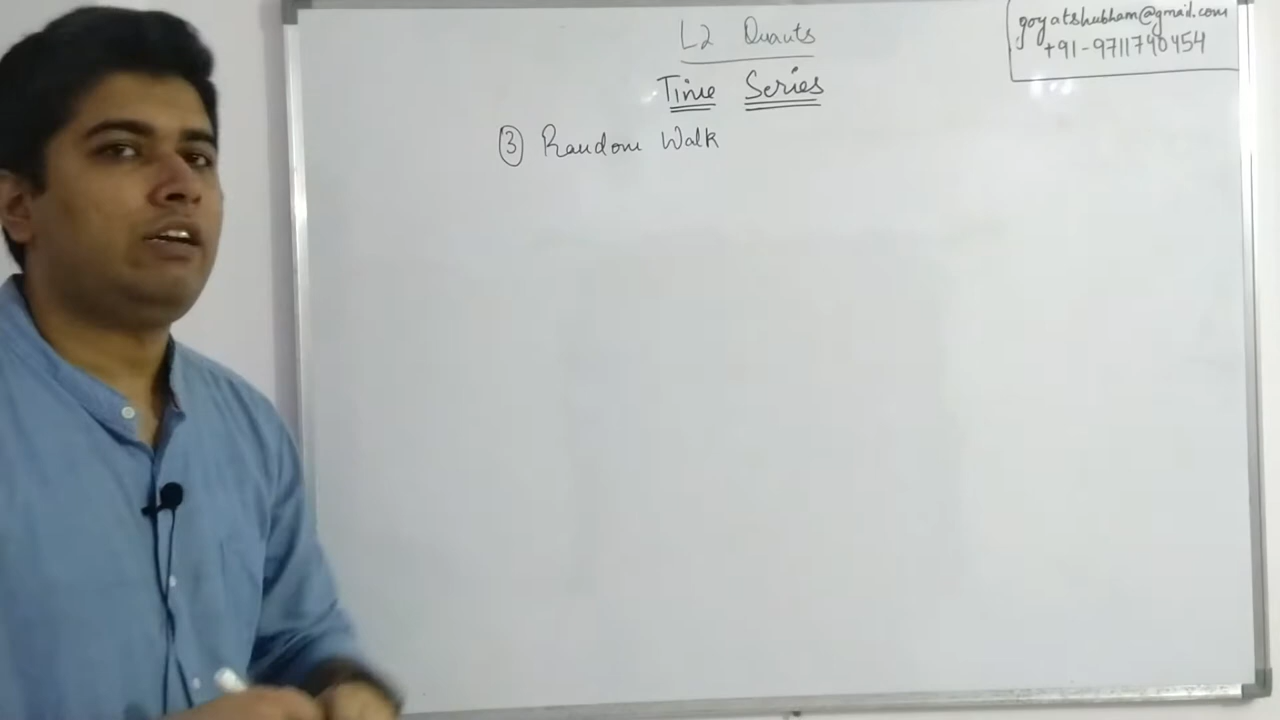 L2 Quants
goyatshubham@gmail.com
+91-9711740454
Time Series
③ Random Walk